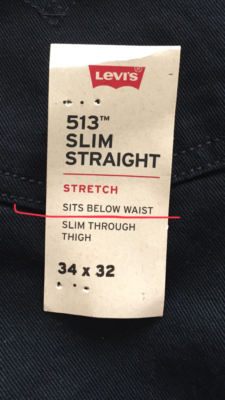 LEVI'S
513™
SLIM
STRAIGHT
STRETCH
SITS BELOW WAIST
SLIM THROUGH
THIGH
34 x 32